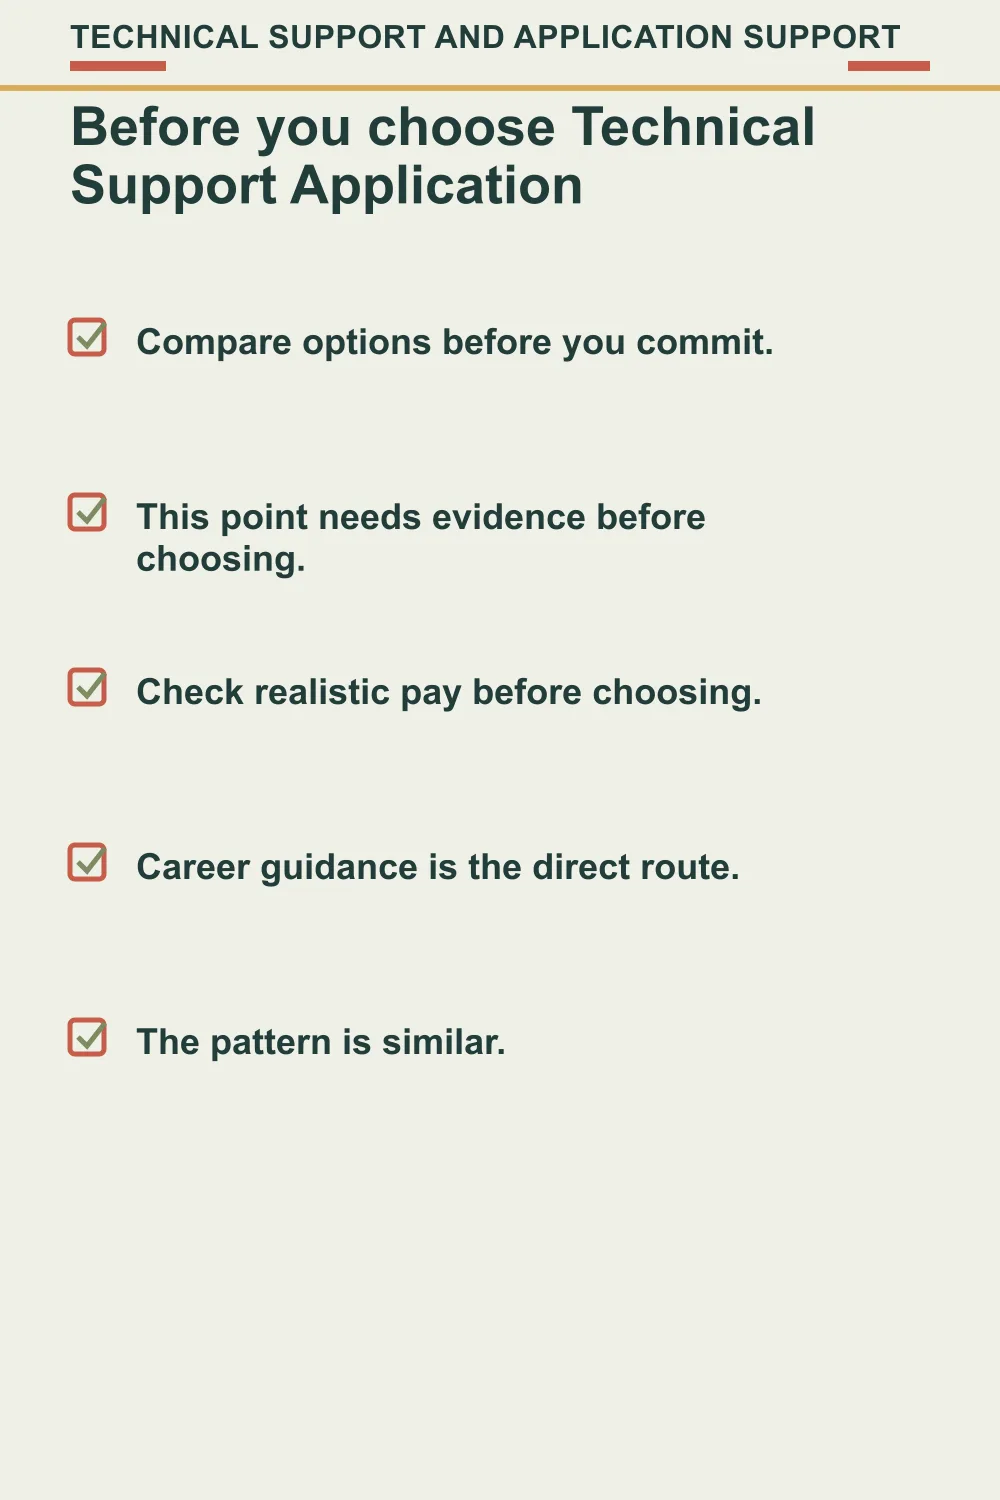 TECHNICAL SUPPORT AND APPLICATION SUPPORT
Before you choose Technical
Support Application
Compare options before you commit.
This point needs evidence before
choosing.
Check realistic pay before choosing.
Career guidance is the direct route.
The pattern is similar.